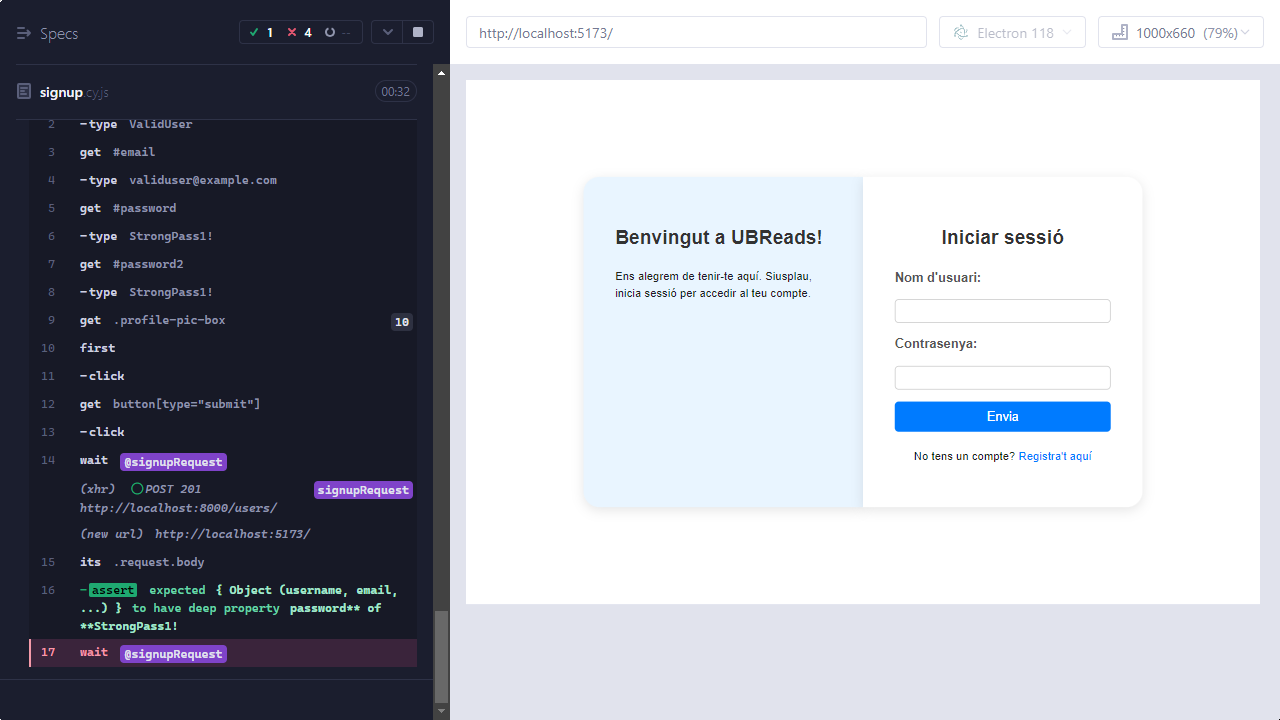 Specs
1
4
--
http://localhost:5173/
Electron 118
1000x660 (79%)
signup.cy.js
00:32
2 -type ValidUser
3 get #email
4 -type validuser@example.com
5 get #password
6 -type StrongPass1!
7 get #password2
8 -type StrongPass1!
9 get .profile-pic-box 10
10 first
11 -click
12 get button[type="submit"]
13 -click
14 wait @signupRequest
(xhr) POST 201 signupRequest
http://localhost:8000/users/
(new url) http://localhost:5173/
15 its .request.body
16 -assert expected { Object (username, email,
...) } to have deep property password** of
**StrongPass1!
17 wait @signupRequest
Benvingut a UBReads!
Ens alegrem de tenir-te aquí. Siusplau,
inicia sessió per accedir al teu compte.
Iniciar sessió
Nom d'usuari:
Contrasenya:
Envia
No tens un compte? Registra't aquí